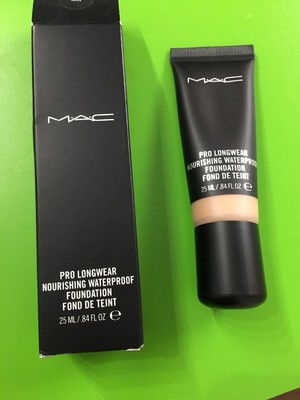 MAC
PRO LONGWEAR
NOURISHING WATERPROOF
FOUNDATION
FOND DE TEINT
25 ML / .84 FL OZ ℮
MAC
PRO LONGWEAR
NOURISHING WATERPROOF
FOUNDATION
FOND DE TEINT
25 ML / .84 FL OZ ℮